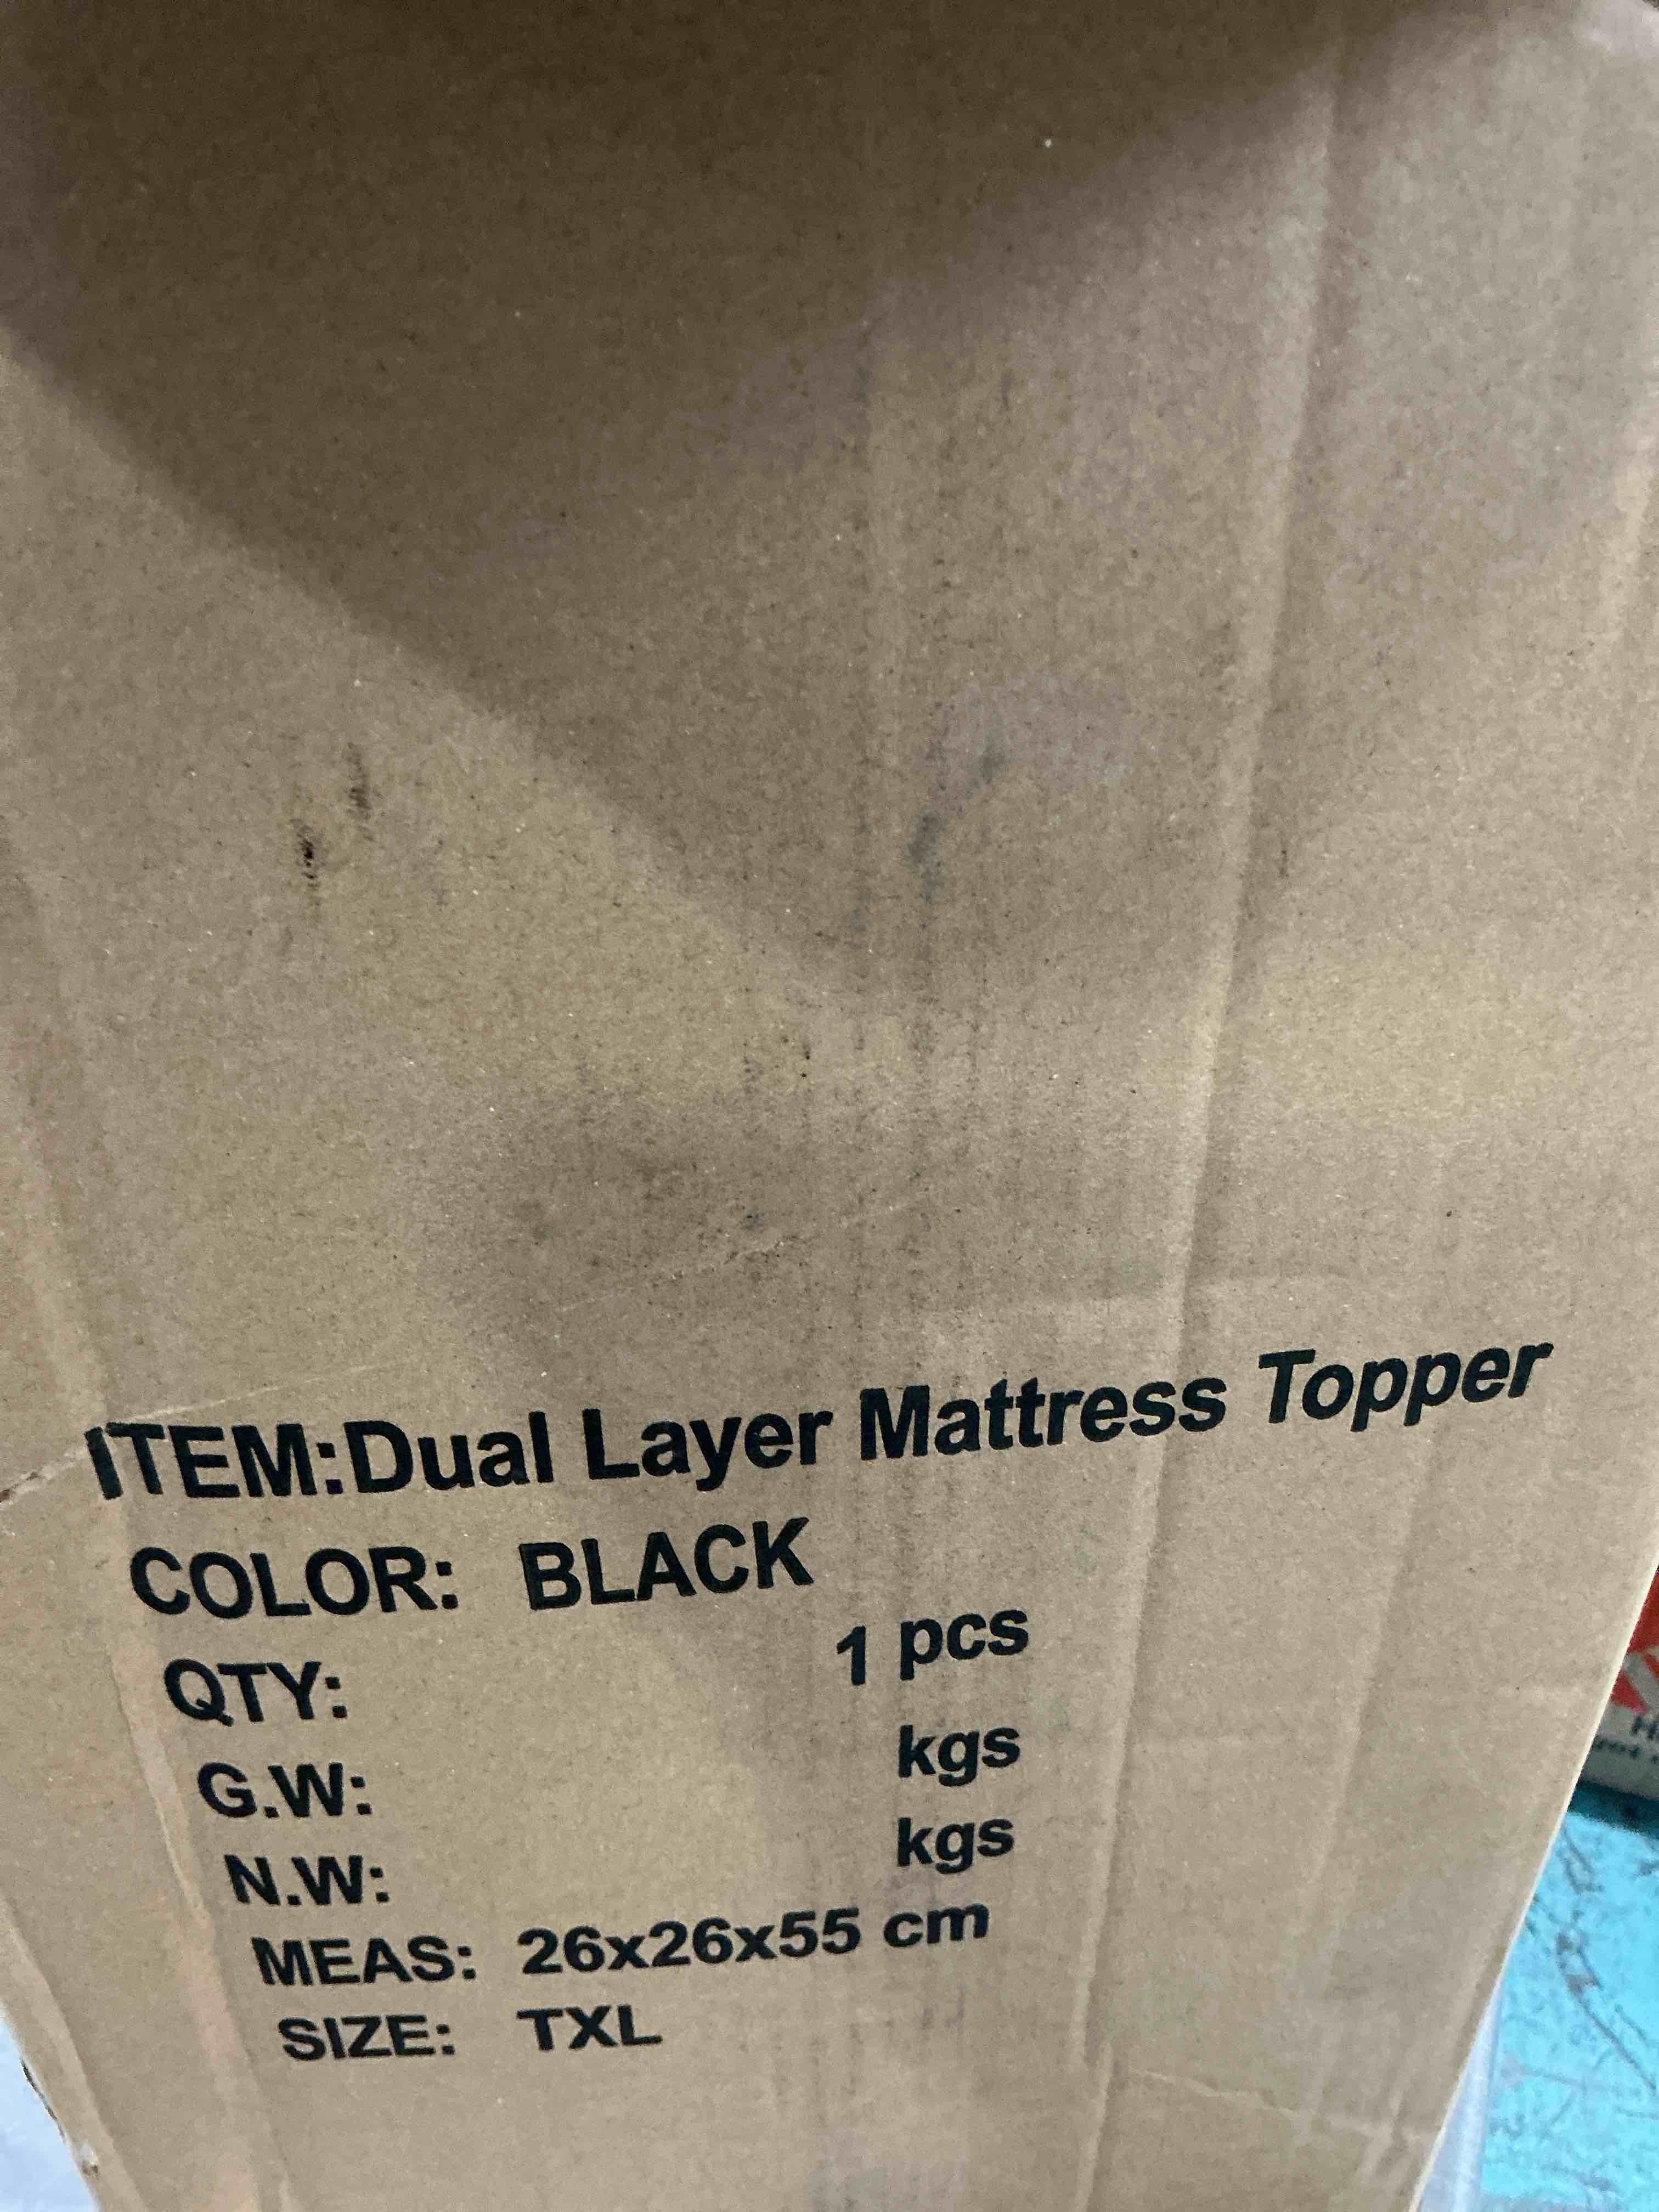 ITEM:Dual Layer Mattress Topper
COLOR: BLACK
QTY: 1 pcs
G.W: kgs
N.W: kgs
MEAS: 26x26x55 cm
SIZE: TXL